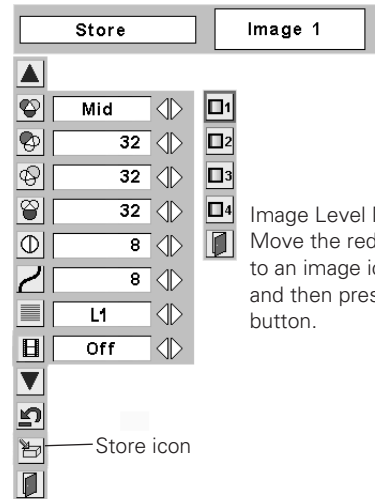 Store
Image 1
Mid
1
32
2
32
3
32
4
8
8
L1
Off
Image Level
Move the red
to an image
and then
button.
Store icon